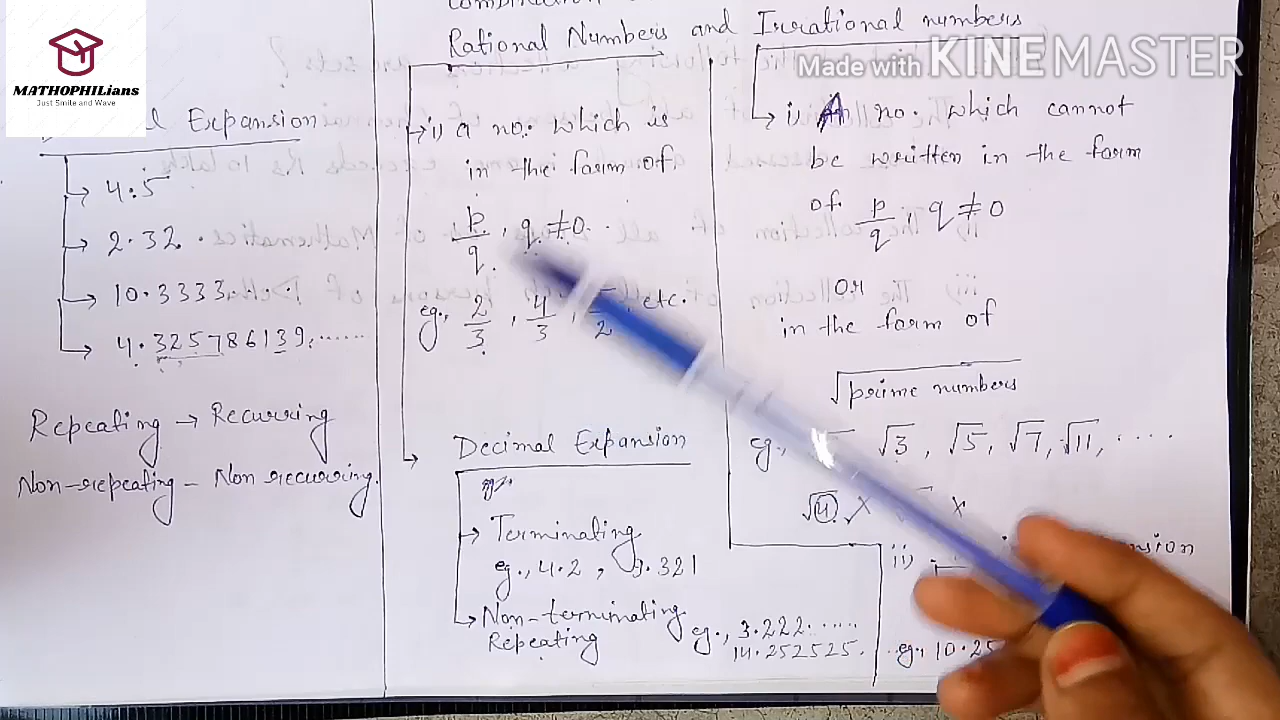 MATHOPHILians
Just Smile and Wave
Made with KINEMASTER
Rational Numbers and Irrational numbers
Expansion
4.5
2.32
10.3333.....
4.325786139,......
Repeating → Recurring
Non-repeating - Non recurring.
i) a no. which is
in the form of
p/q, q ≠ 0.
eg., 2/3, 4/3, /2, etc.
Decimal Expansion
Terminating
eg., 4.2, 9.321
Non-terminating
Repeating
eg., 3.222.....
14.252525.
i) A no. which cannot
be written in the form
of p/q, q ≠ 0
or
in the form of
√prime numbers
eg., √3, √5, √7, √11, ....
√4 X X
ii)
eg., 10.25